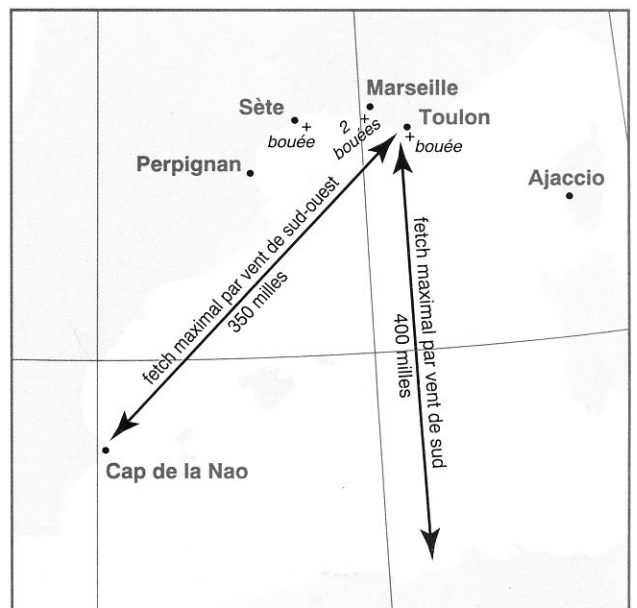 Marseille
Sète
Toulon
bouée
2
bouées
bouée
Perpignan
Ajaccio
fetch maximal par vent de sud-ouest
350 milles
fetch maximal par vent de sud
400 milles
Cap de la Nao